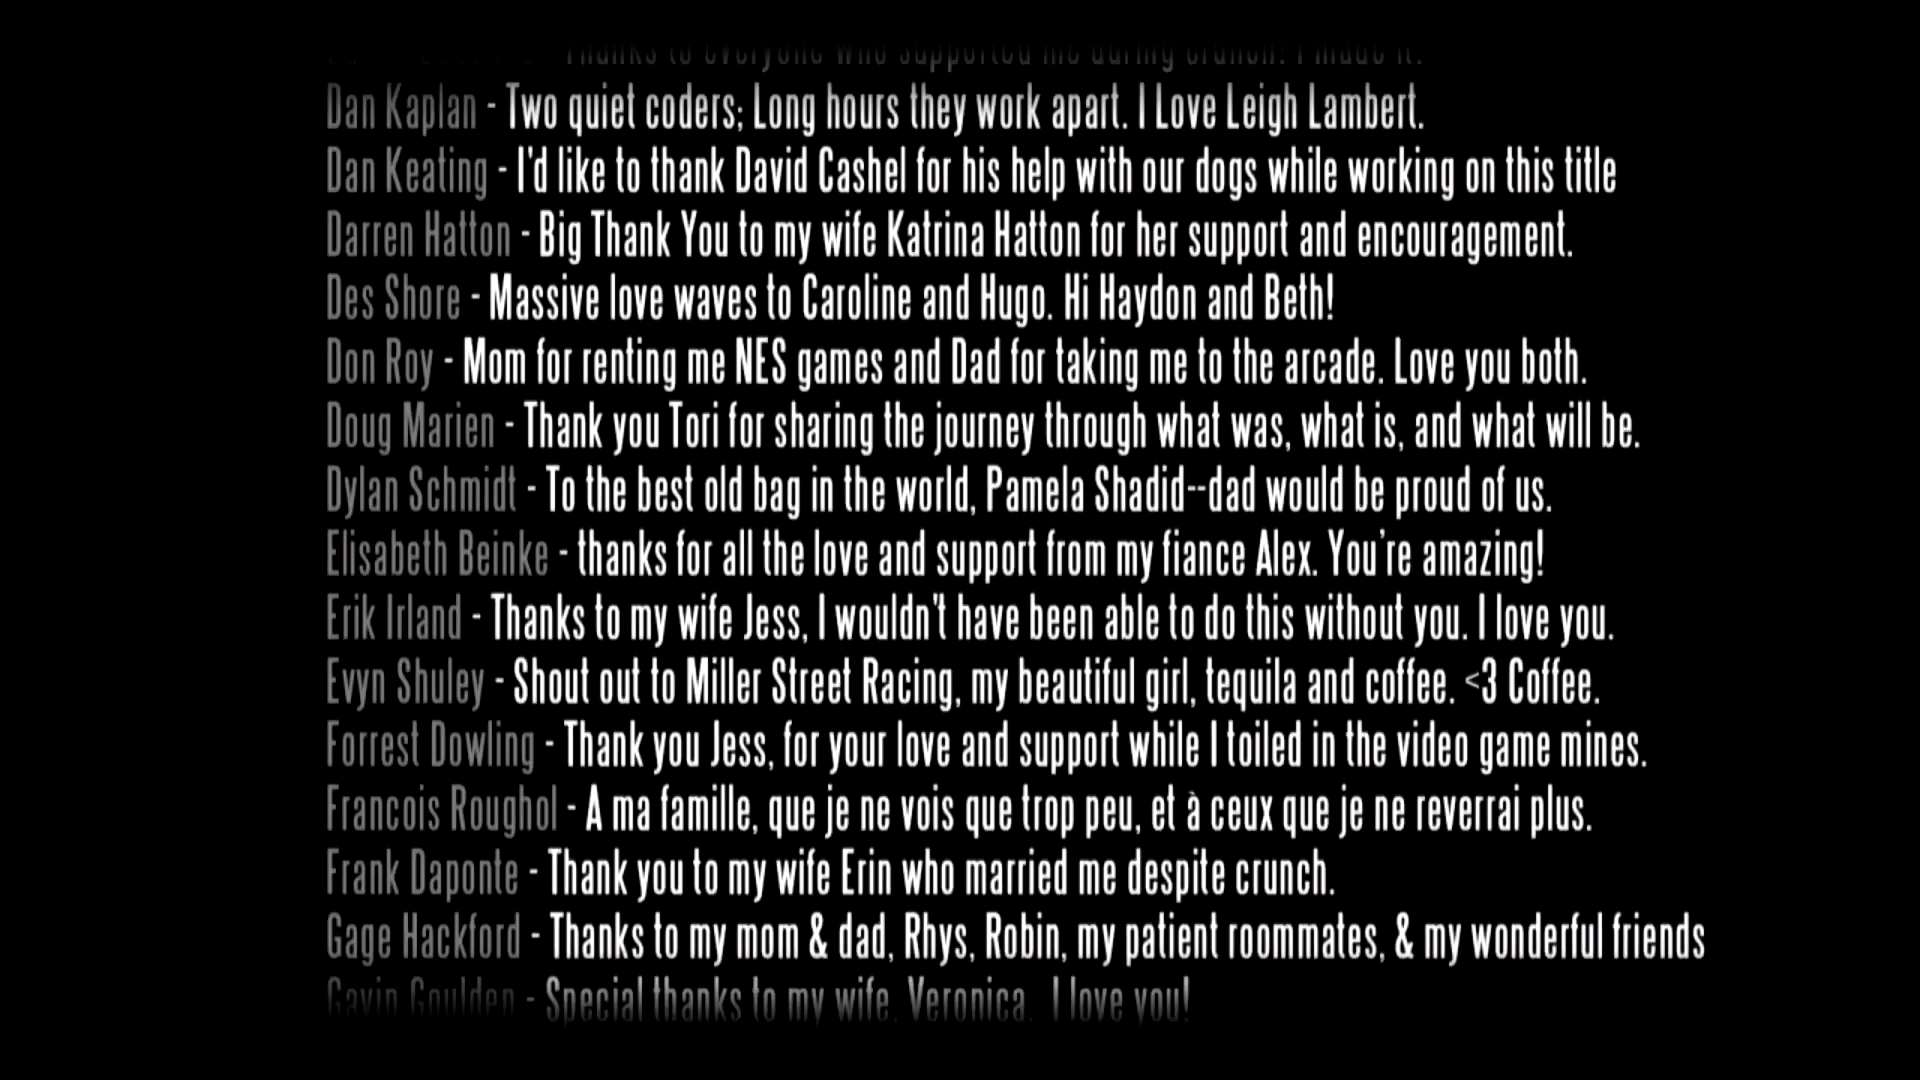 Thanks to everyone who supported me during crunch! I made it!
Dan Kaplan - Two quiet coders; Long hours they work apart. I Love Leigh Lambert.
Dan Keating - I'd like to thank David Cashel for his help with our dogs while working on this title
Darren Hatton - Big Thank You to my wife Katrina Hatton for her support and encouragement.
Des Shore - Massive love waves to Caroline and Hugo. Hi Haydon and Beth!
Don Roy - Mom for renting me NES games and Dad for taking me to the arcade. Love you both.
Doug Marien - Thank you Tori for sharing the journey through what was, what is, and what will be.
Dylan Schmidt - To the best old bag in the world, Pamela Shadid--dad would be proud of us.
Elisabeth Beinke - thanks for all the love and support from my fiance Alex. You're amazing!
Erik Irland - Thanks to my wife Jess, I wouldn't have been able to do this without you. I love you.
Evyn Shuley - Shout out to Miller Street Racing, my beautiful girl, tequila and coffee. <3 Coffee.
Forrest Dowling - Thank you Jess, for your love and support while I toiled in the video game mines.
Francois Roughol - A ma famille, que je ne vois que trop peu, et à ceux que je ne reverrai plus.
Frank Daponte - Thank you to my wife Erin who married me despite crunch.
Gage Hackford - Thanks to my mom & dad, Rhys, Robin, my patient roommates, & my wonderful friends
Gavin Goulden - Special thanks to my wife, Veronica. I love you!